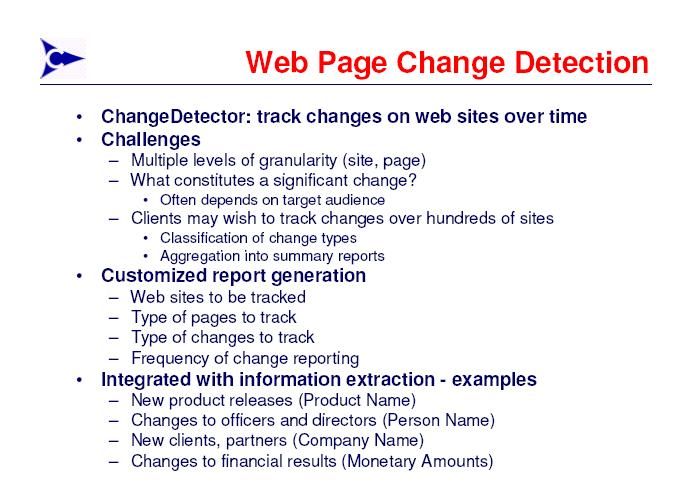 Web Page Change Detection
• ChangeDetector: track changes on web sites over time
• Challenges
– Multiple levels of granularity (site, page)
– What constitutes a significant change?
• Often depends on target audience
– Clients may wish to track changes over hundreds of sites
• Classification of change types
• Aggregation into summary reports
• Customized report generation
– Web sites to be tracked
– Type of pages to track
– Type of changes to track
– Frequency of change reporting
• Integrated with information extraction - examples
– New product releases (Product Name)
– Changes to officers and directors (Person Name)
– New clients, partners (Company Name)
– Changes to financial results (Monetary Amounts)